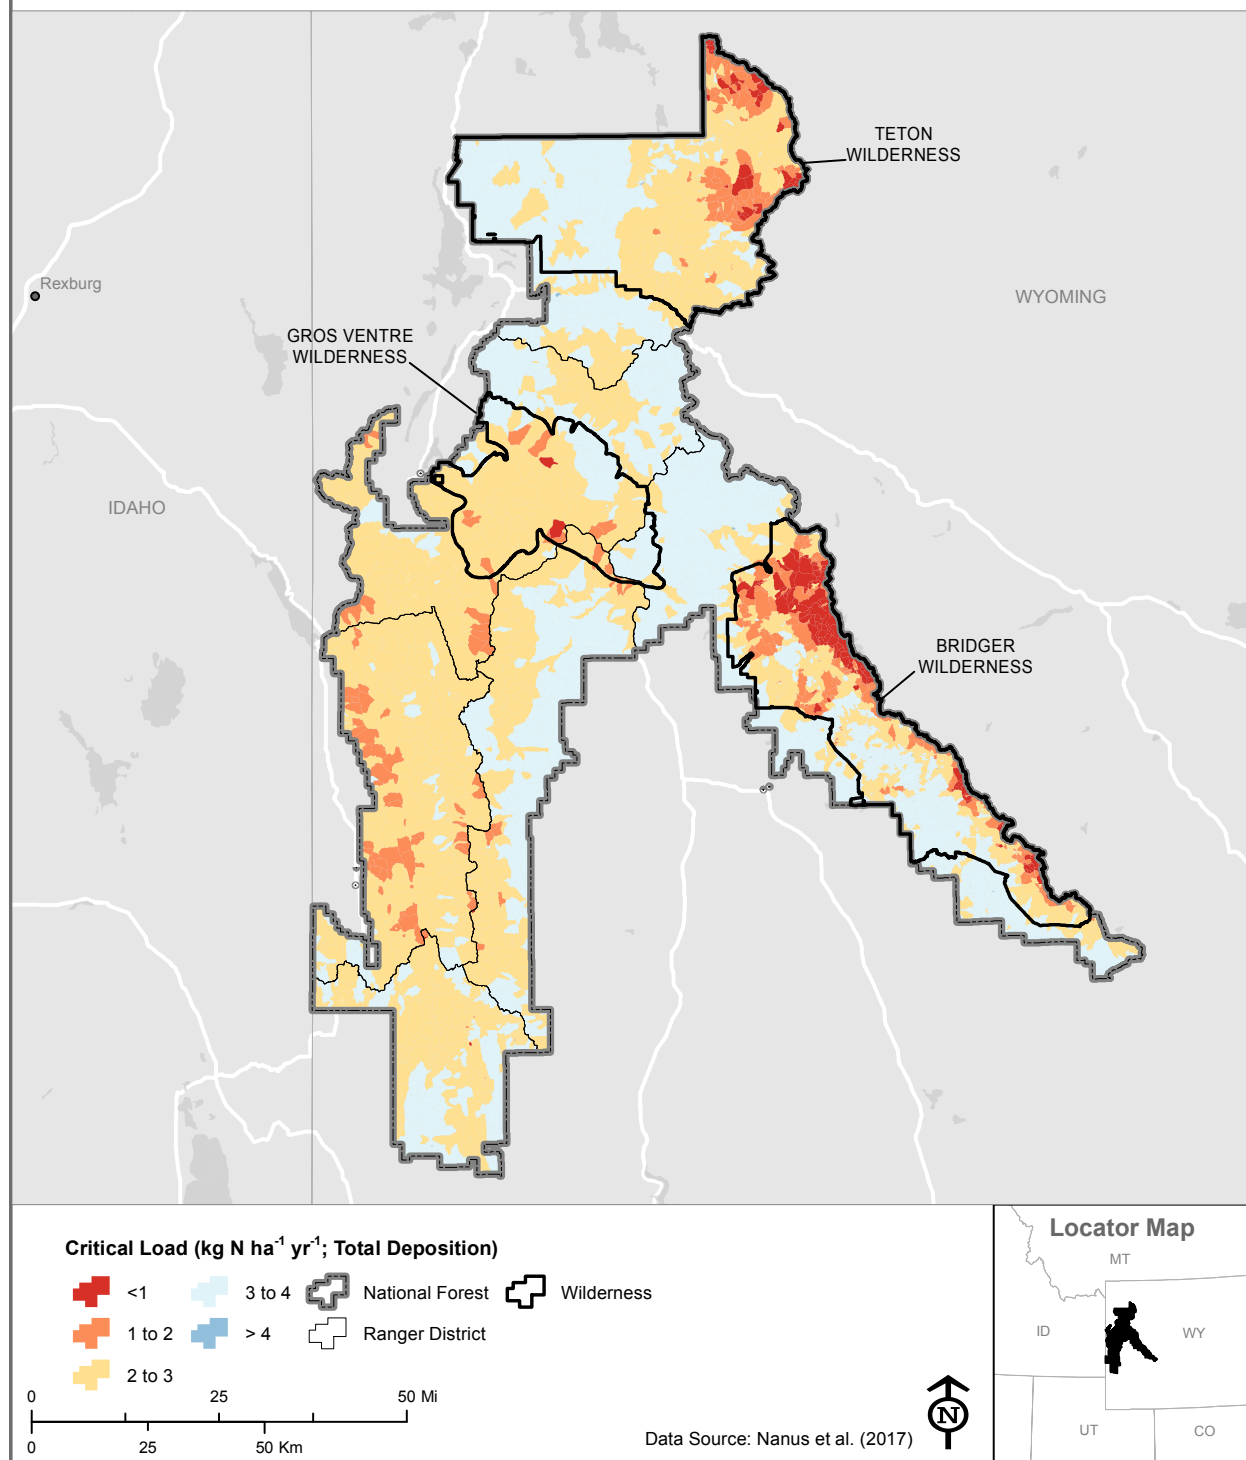 TETON
WILDERNESS
Rexburg
WYOMING
GROS VENTRE
WILDERNESS
IDAHO
BRIDGER
WILDERNESS
Critical Load (kg N ha⁻¹ yr⁻¹; Total Deposition)
<1
3 to 4
National Forest
Wilderness
1 to 2
> 4
Ranger District
2 to 3
0 25 50 Mi
0 25 50 Km
Data Source: Nanus et al. (2017)
N
Locator Map
MT
ID
WY
UT
CO